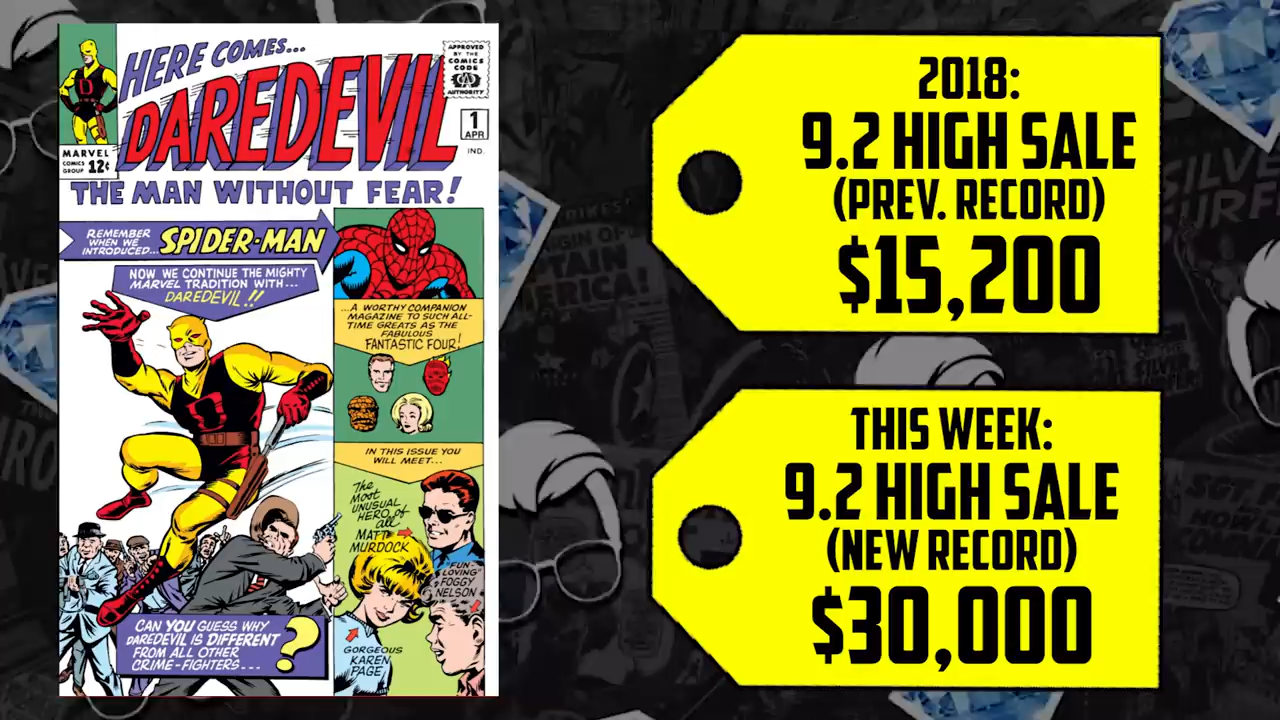 HERE COMES...
DAREDEVIL
APPROVED
BY THE
COMICS
CODE
AUTHORITY
1
APR
IND.
MARVEL
COMICS
GROUP 12¢
THE MAN WITHOUT FEAR!
REMEMBER
WHEN WE
INTRODUCED...
SPIDER-MAN
NOW WE CONTINUE THE MIGHTY
MARVEL TRADITION WITH...
DAREDEVIL!!
...A WORTHY COMPANION
MAGAZINE TO SUCH ALL-
TIME GREATS AS THE
FABULOUS
FANTASTIC FOUR!
IN THIS ISSUE YOU
WILL MEET...
The
Most
UNUSUAL
HERO of
all
MATT
MURDOCK
"FUN-
LOVING"
FOGGY
NELSON
GORGEOUS
KAREN
PAGE
CAN YOU GUESS WHY
DAREDEVIL IS DIFFERENT
FROM ALL OTHER
CRIME-FIGHTERS...
?
2018:
9.2 HIGH SALE
(PREV. RECORD)
$15,200
THIS WEEK:
9.2 HIGH SALE
(NEW RECORD)
$30,000